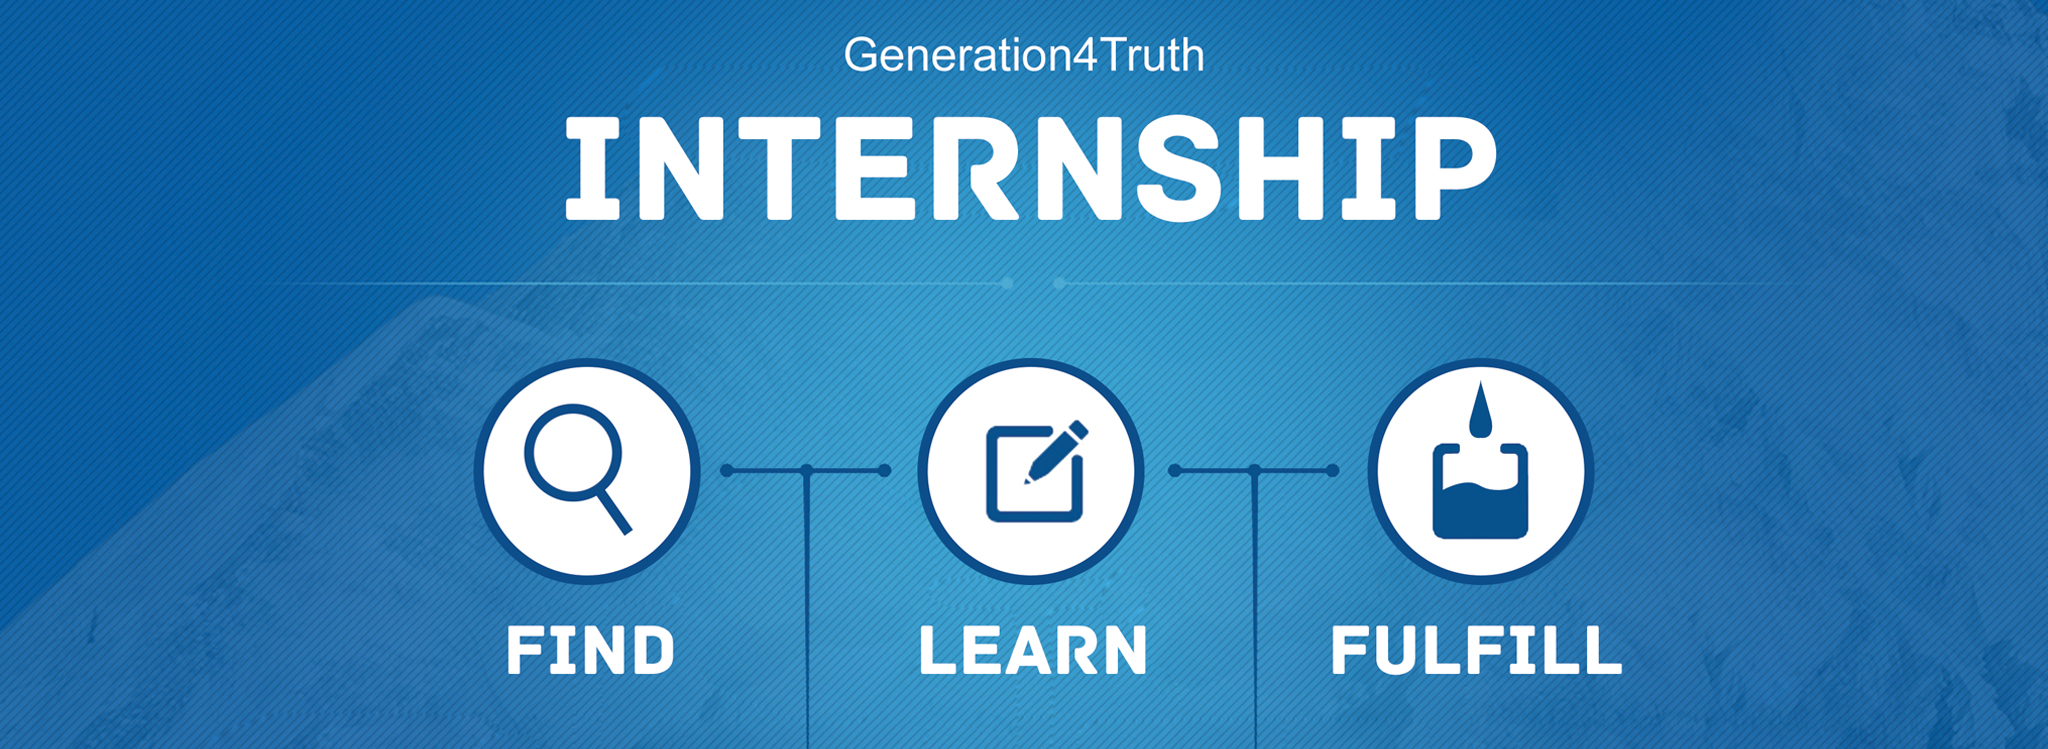 Generation4Truth
INTERNSHIP
FIND
LEARN
FULFILL